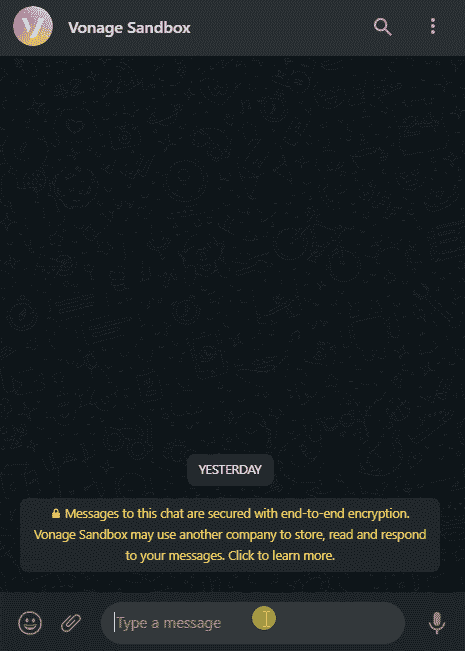 Vonage Sandbox
YESTERDAY
Messages to this chat are secured with end-to-end encryption.
Vonage Sandbox may use another company to store, read and respond
to your messages. Click to learn more.
Type a message